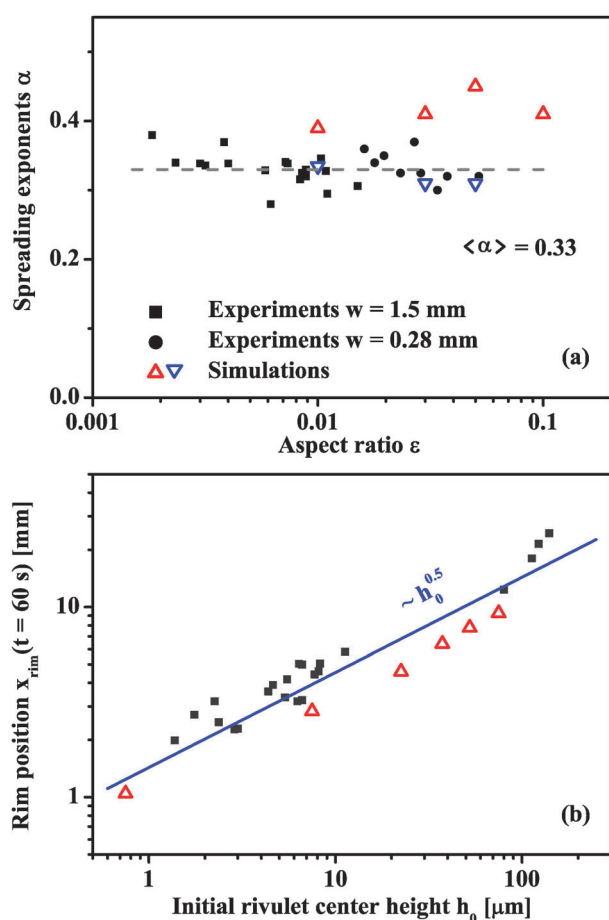 Spreading exponents α
0.4
0.2
0.0
<α> = 0.33
Experiments w = 1.5 mm
Experiments w = 0.28 mm
Simulations
(a)
0.001
0.01
0.1
Aspect ratio ε
Rim position x_rim(t = 60 s) [mm]
10
1
~ h_0^0.5
(b)
1
10
100
Initial rivulet center height h_0 [µm]